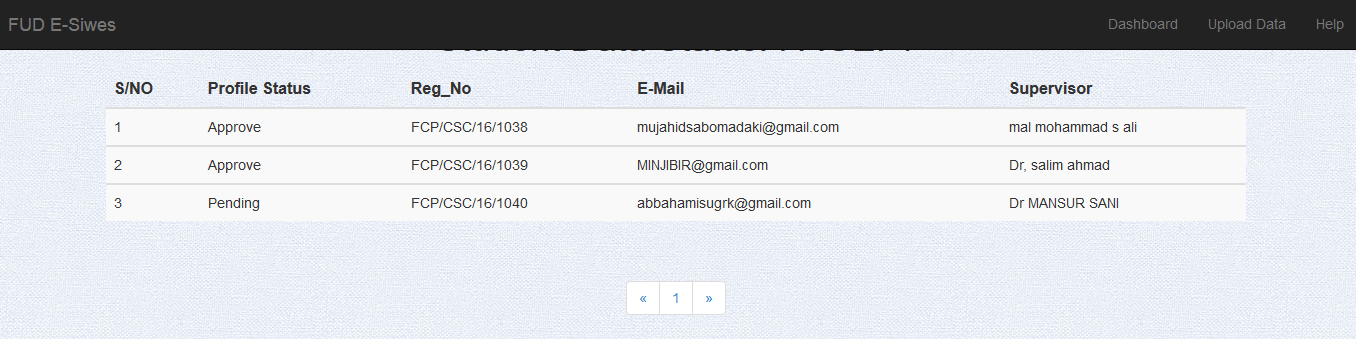 FUD E-Siwes Dashboard Upload Data Help
S/NO Profile Status Reg_No E-Mail Supervisor
1 Approve FCP/CSC/16/1038 mujahidsabomadaki@gmail.com mal mohammad s ali
2 Approve FCP/CSC/16/1039 MINJIBIR@gmail.com Dr, salim ahmad
3 Pending FCP/CSC/16/1040 abbahamisugrk@gmail.com Dr MANSUR SANI
« 1 »